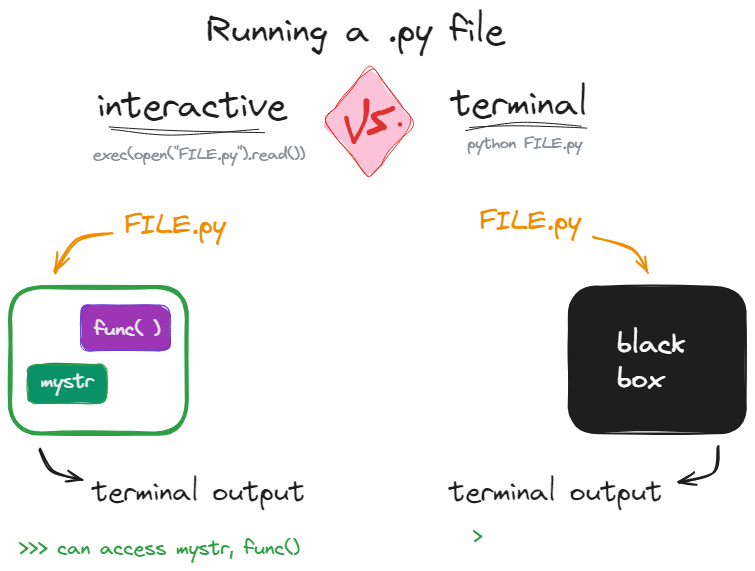 Running a .py file
interactive
vs.
terminal
exec(open("FILE.py").read())
python FILE.py
FILE.py
FILE.py
func( )
mystr
black
box
terminal output
terminal output
>>> can access mystr, func()
>